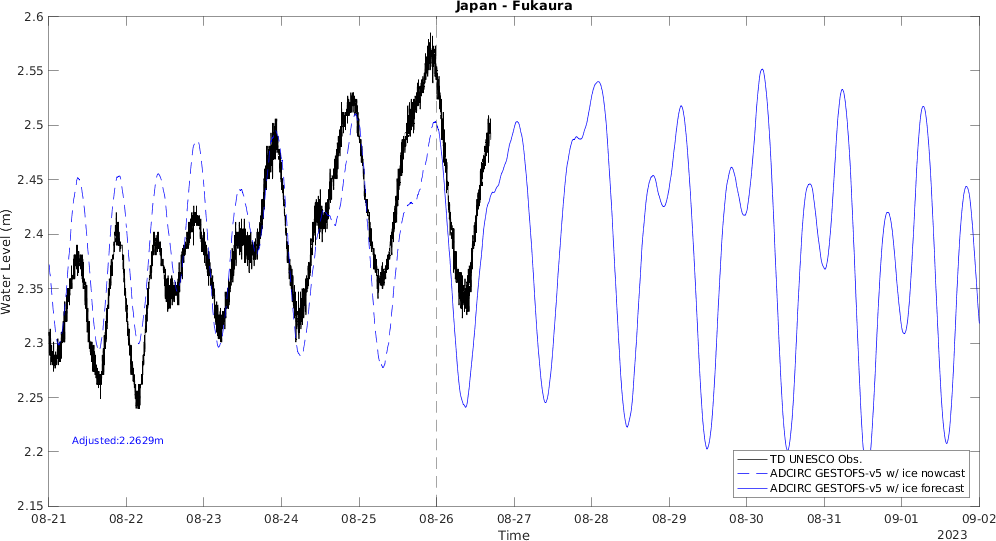 Japan - Fukaura
2.6
2.55
2.5
2.45
2.4
2.35
2.3
2.25
2.2
2.15
Water Level (m)
Adjusted:2.2629m
TD UNESCO Obs.
ADCIRC GESTOFS-v5 w/ ice nowcast
ADCIRC GESTOFS-v5 w/ ice forecast
08-21 08-22 08-23 08-24 08-25 08-26 08-27 08-28 08-29 08-30 08-31 09-01 09-02
Time
2023